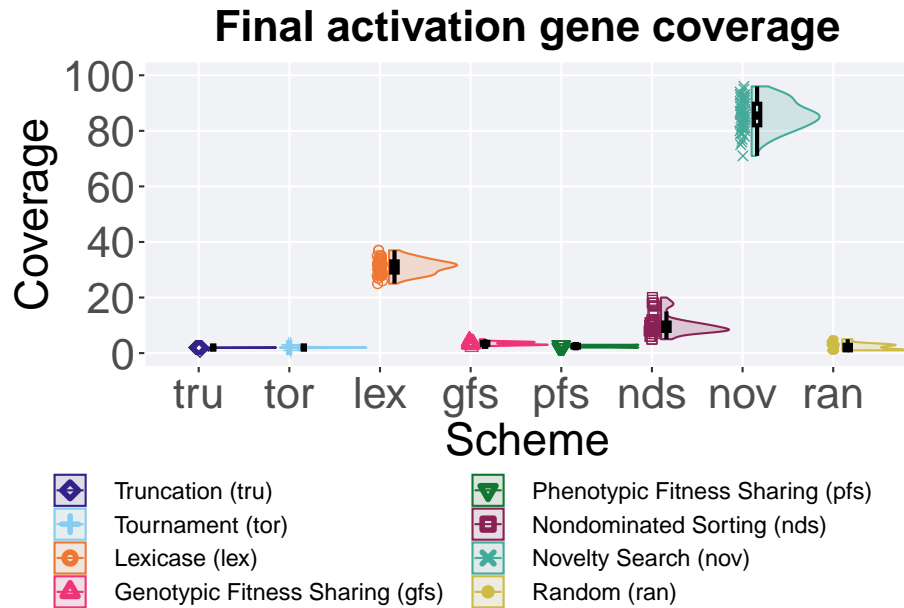 Final activation gene coverage
Coverage
100
80
60
40
20
0
tru tor lex gfs pfs nds nov ran
Scheme
Truncation (tru)
Tournament (tor)
Lexicase (lex)
Genotypic Fitness Sharing (gfs)
Phenotypic Fitness Sharing (pfs)
Nondominated Sorting (nds)
Novelty Search (nov)
Random (ran)